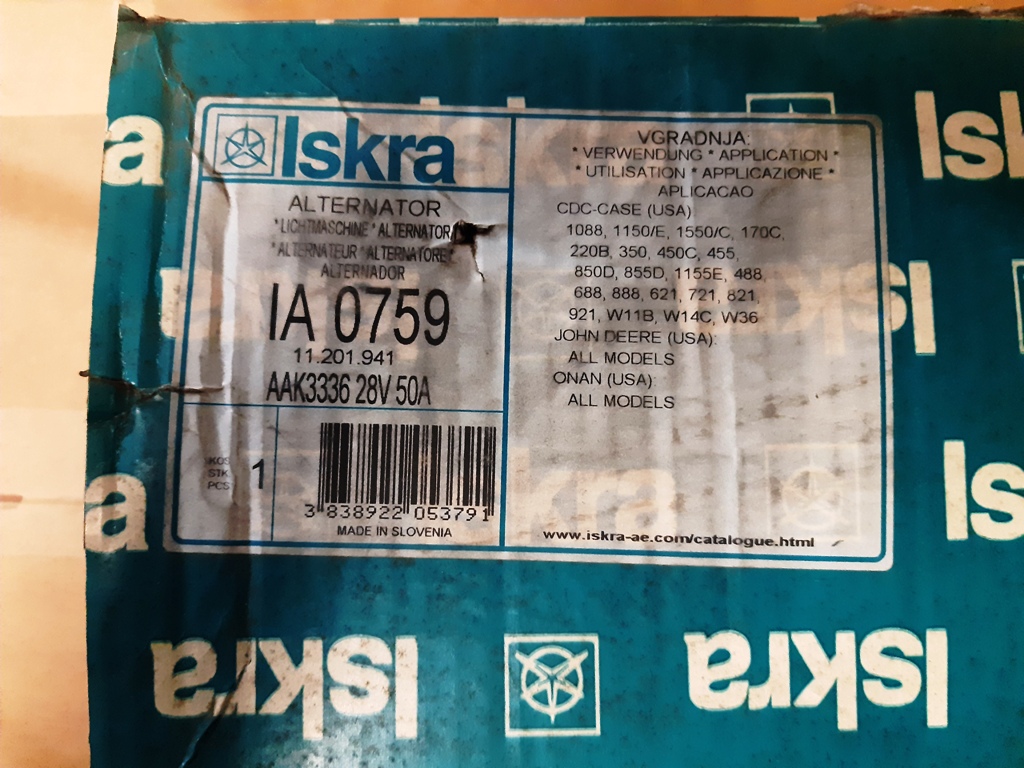 Iskra
ALTERNATOR
*LICHTMASCHINE * ALTERNATOR
*ALTERNATEUR * ALTERNATORE*
ALTERNADOR
IA 0759
11.201.941
AAK3336 28V 50A
KOS
STK
PCS
1
3 838922 053791
MADE IN SLOVENIA
VGRADNJA:
* VERWENDUNG * APPLICATION *
* UTILISATION * APPLICAZIONE *
APLICACAO
CDC-CASE (USA)
1088, 1150/E, 1550/C, 170C,
220B, 350, 450C, 455,
850D, 855D, 1155E, 488,
688, 888, 621, 721, 821,
921, W11B, W14C, W36
JOHN DEERE (USA):
ALL MODELS
ONAN (USA):
ALL MODELS
www.iskra-ae.com/catalogue.html
Iskra
Iskra